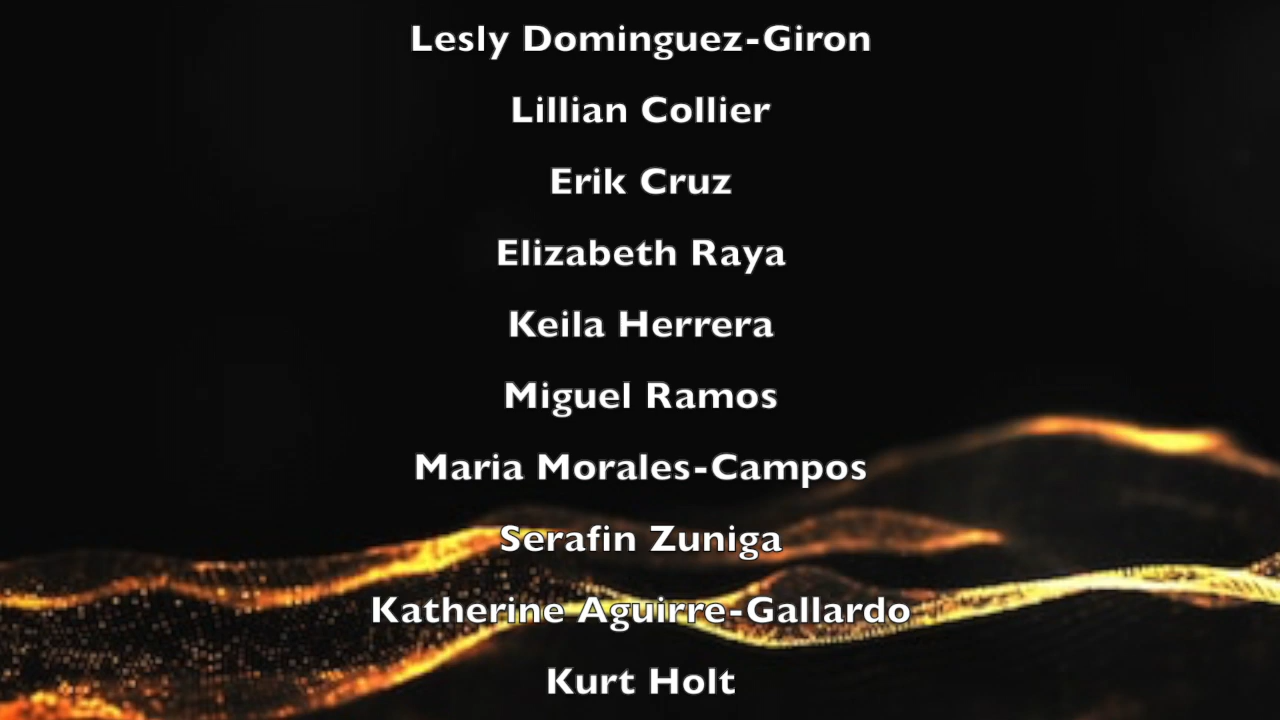 Lesly Dominguez-Giron
Lillian Collier
Erik Cruz
Elizabeth Raya
Keila Herrera
Miguel Ramos
Maria Morales-Campos
Serafin Zuniga
Katherine Aguirre-Gallardo
Kurt Holt